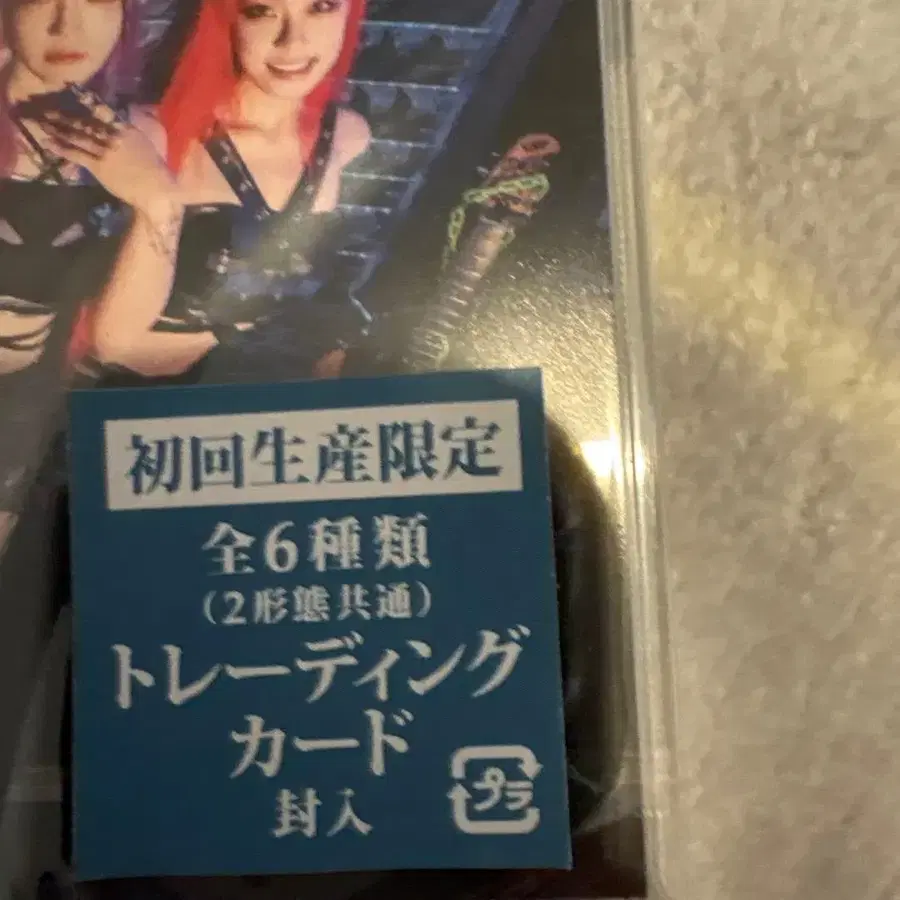 初回生産限定
全6種類
（2形態共通）
トレーディング
カード
封入
プラ